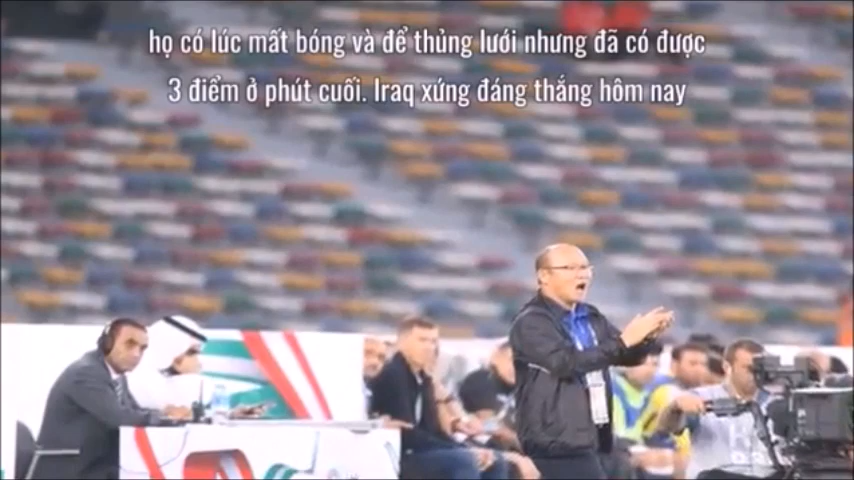 họ có lúc mất bóng và để thủng lưới nhưng đã có được
3 điểm ở phút cuối. Iraq xứng đáng thắng hôm nay